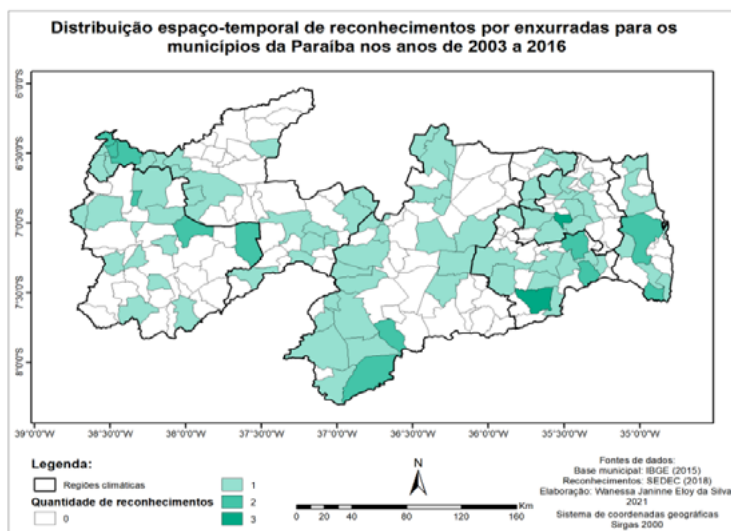 Distribuição espaço-temporal de reconhecimentos por enxurradas para os
municípios da Paraíba nos anos de 2003 a 2016
6°0'0"S
6°30'0"S
7°0'0"S
7°30'0"S
8°0'0"S
39°0'0"W 38°30'0"W 38°0'0"W 37°30'0"W 37°0'0"W 36°30'0"W 36°0'0"W 35°30'0"W 35°0'0"W
Legenda:
Regiões climáticas
Quantidade de reconhecimentos
0
1
2
3
N
Km
0 20 40 80 120 160
Fontes de dados:
Base municipal: IBGE (2015)
Reconhecimentos: SEDEC (2018)
Elaboração: Wanessa Janinne Eloy da Silva
2021
Sistema de coordenadas geográficas
Sirgas 2000